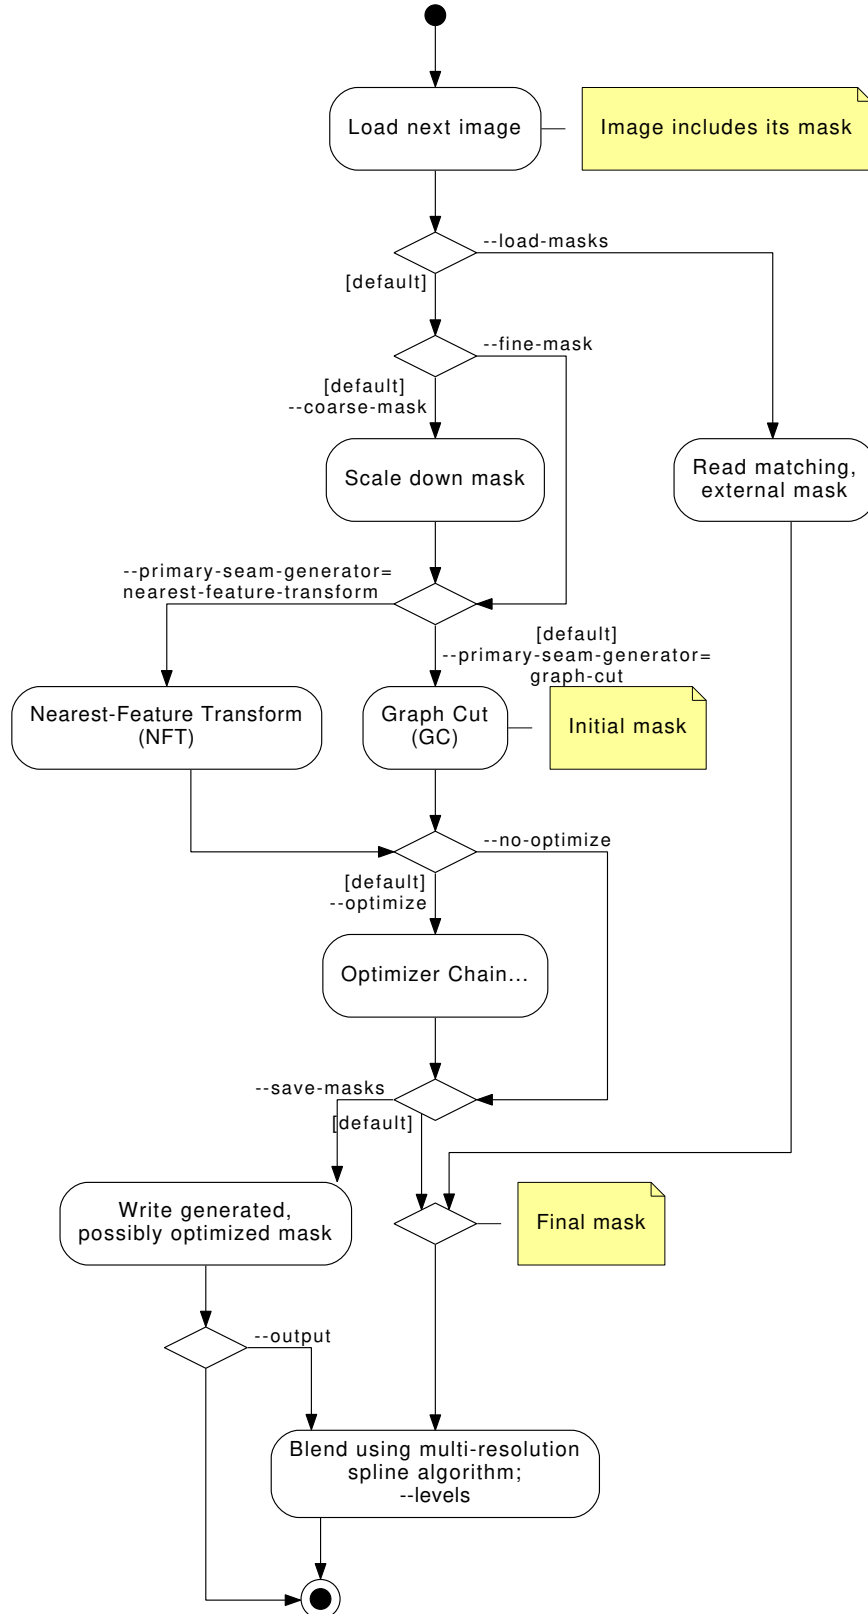 Load next image
Image includes its mask
--load-masks
[default]
--fine-mask
[default]
--coarse-mask
Scale down mask
Read matching,
external mask
--primary-seam-generator=
nearest-feature-transform
[default]
--primary-seam-generator=
graph-cut
Nearest-Feature Transform
(NFT)
Graph Cut
(GC)
Initial mask
--no-optimize
[default]
--optimize
Optimizer Chain...
--save-masks
[default]
Write generated,
possibly optimized mask
Final mask
--output
Blend using multi-resolution
spline algorithm;
--levels